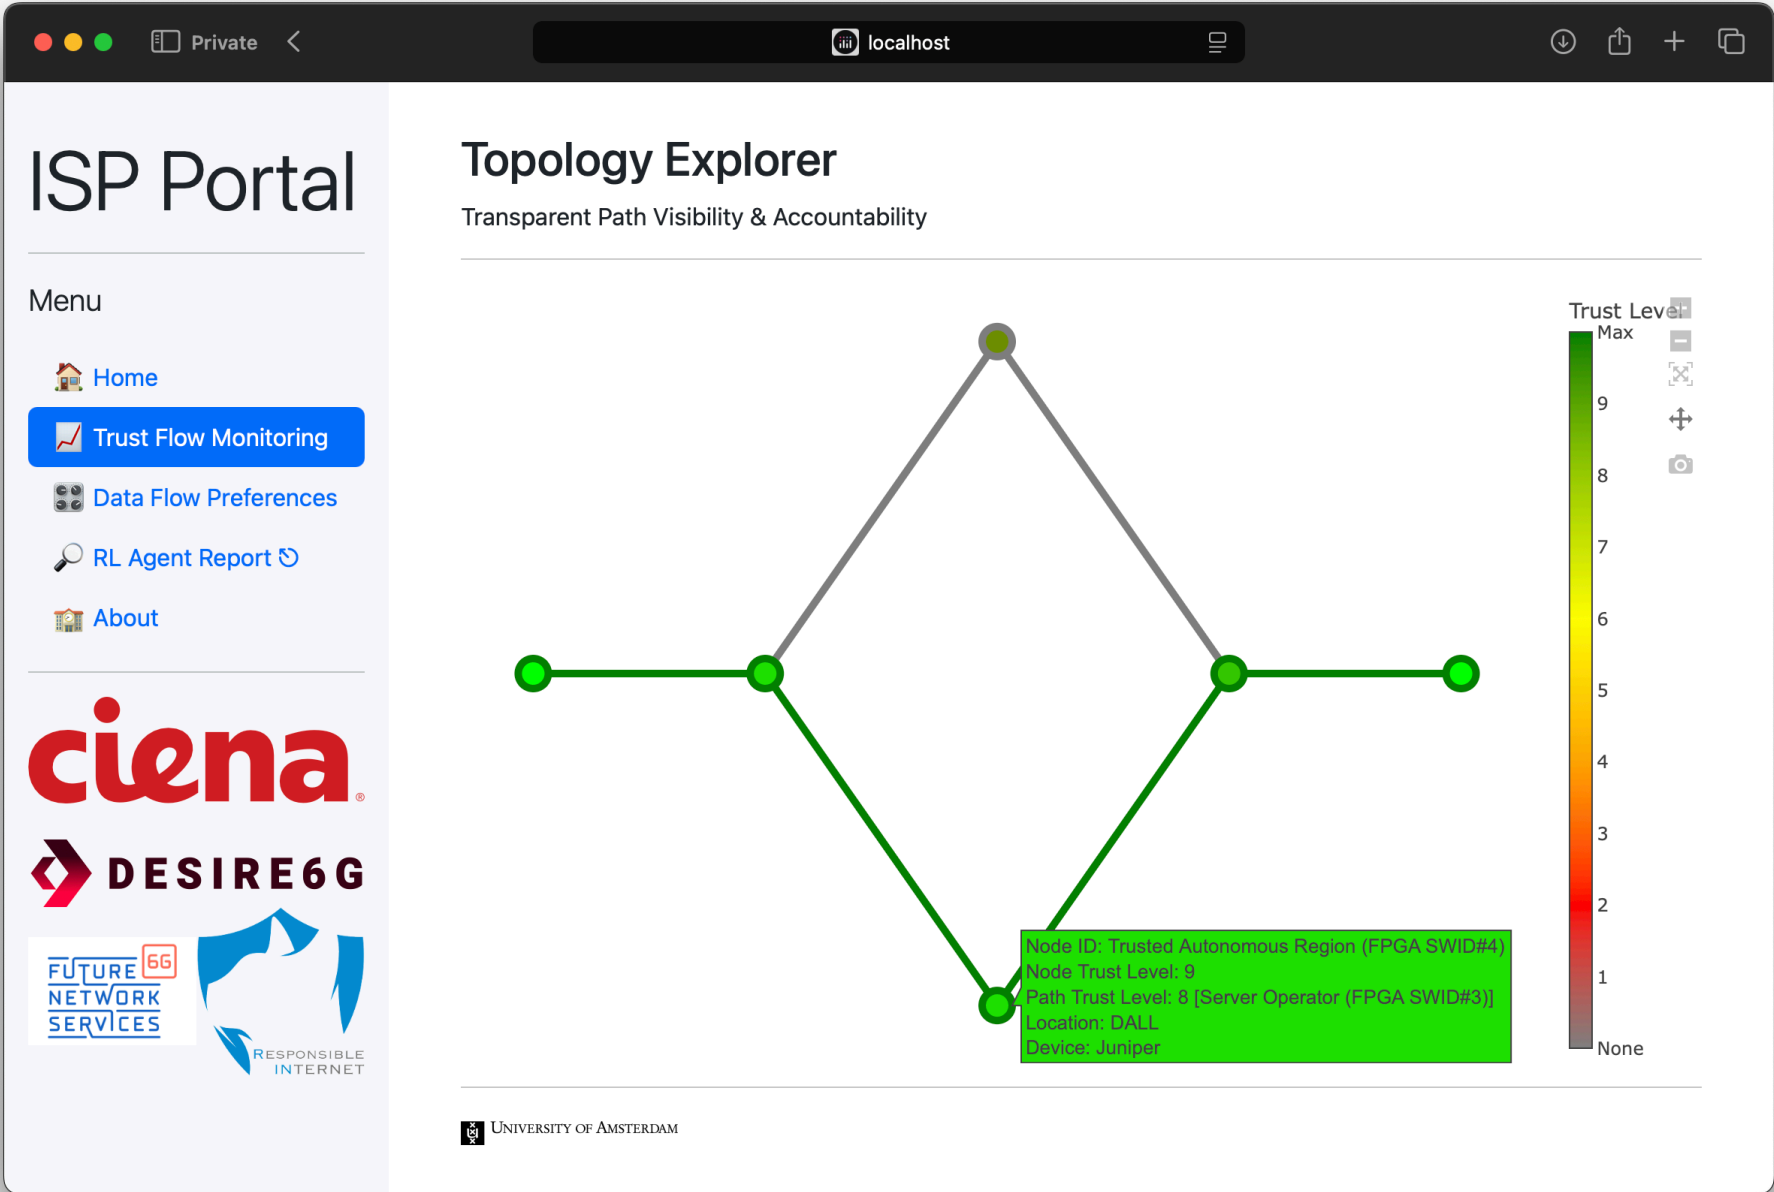 Private
localhost
ISP Portal
Menu
Home
Trust Flow Monitoring
Data Flow Preferences
RL Agent Report
About
ciena®
DESIRE6G
FUTURE 6G
NETWORK
SERVICES
RESPONSIBLE
INTERNET
Topology Explorer
Transparent Path Visibility & Accountability
Trust Level
Max
9
8
7
6
5
4
3
2
1
None
Node ID: Trusted Autonomous Region (FPGA SWID#4)
Node Trust Level: 9
Path Trust Level: 8 [Server Operator (FPGA SWID#3)]
Location: DALL
Device: Juniper
UNIVERSITY OF AMSTERDAM